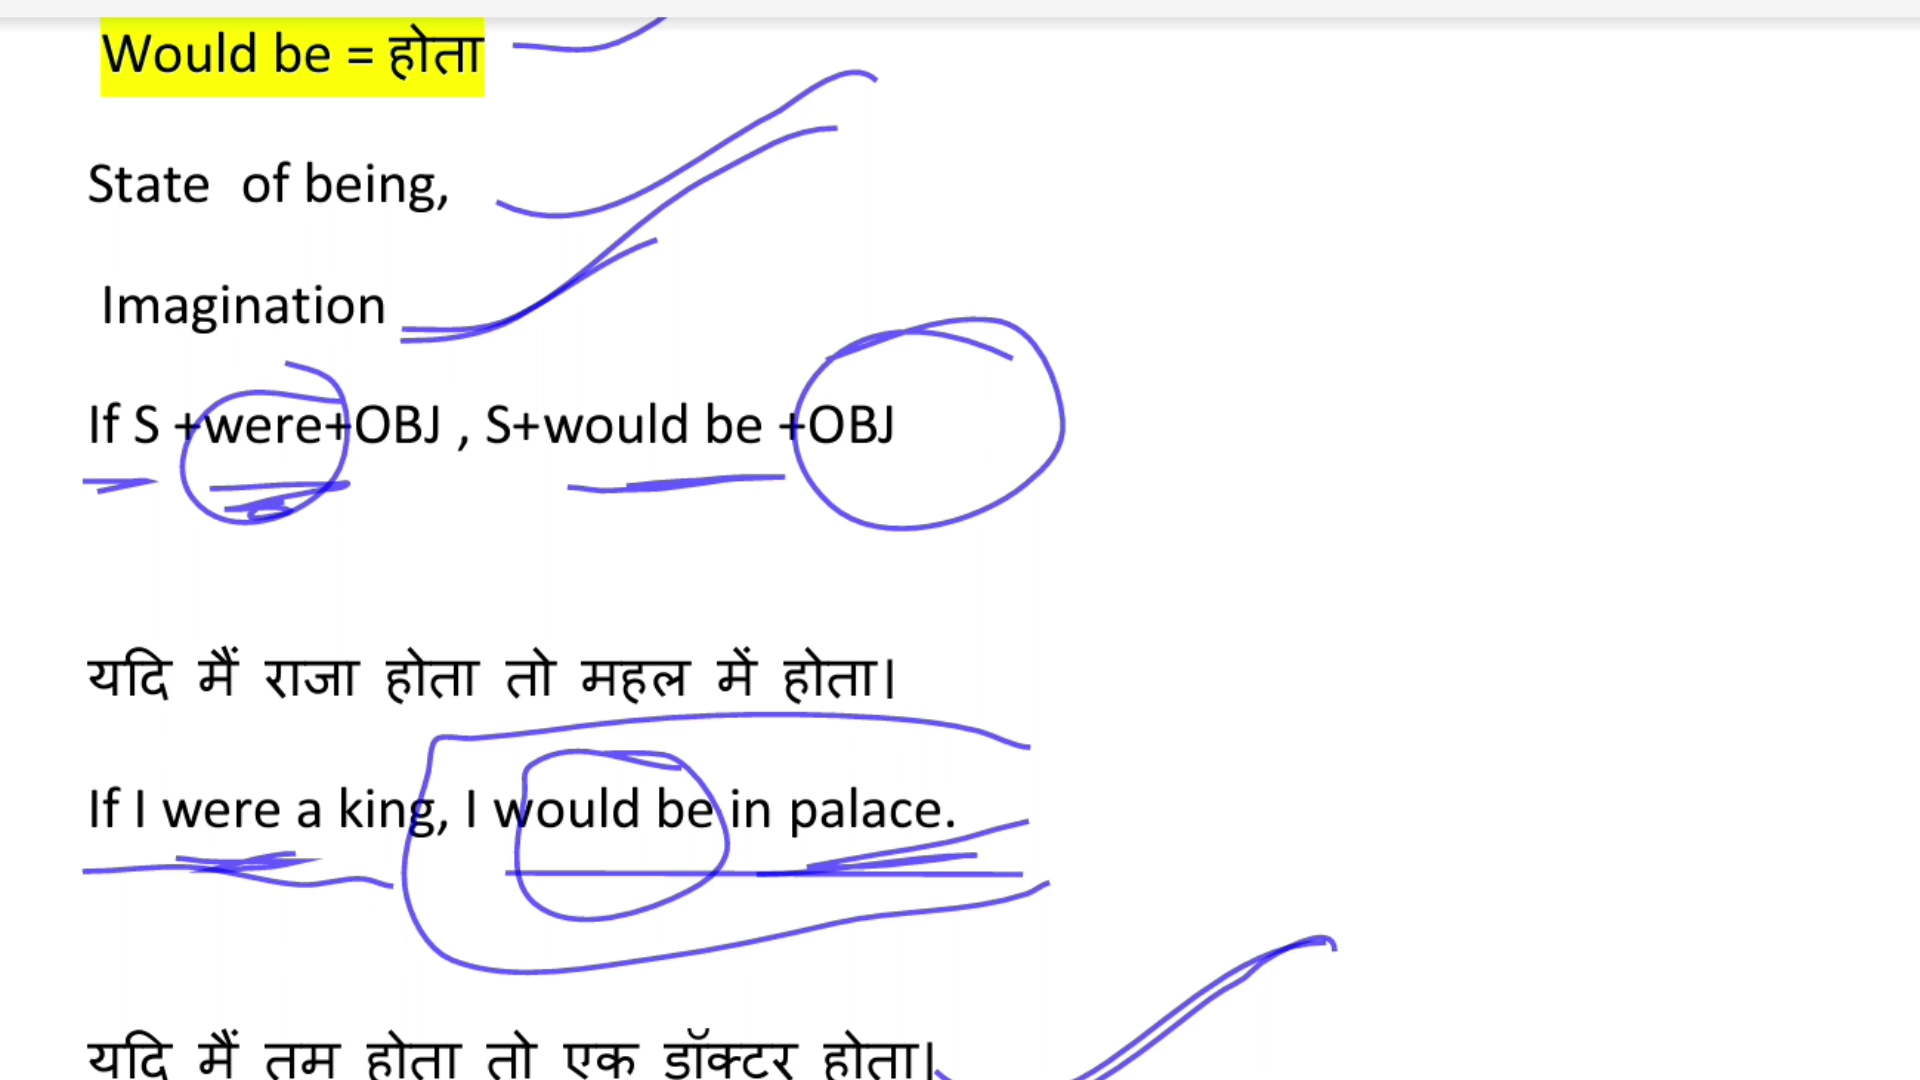 Would be = होता
State of being,
Imagination
If S +were+OBJ , S+would be +OBJ
यदि मैं राजा होता तो महल में होता।
If I were a king, I would be in palace.
यदि मैं तुम होता तो एक डॉक्टर होता।